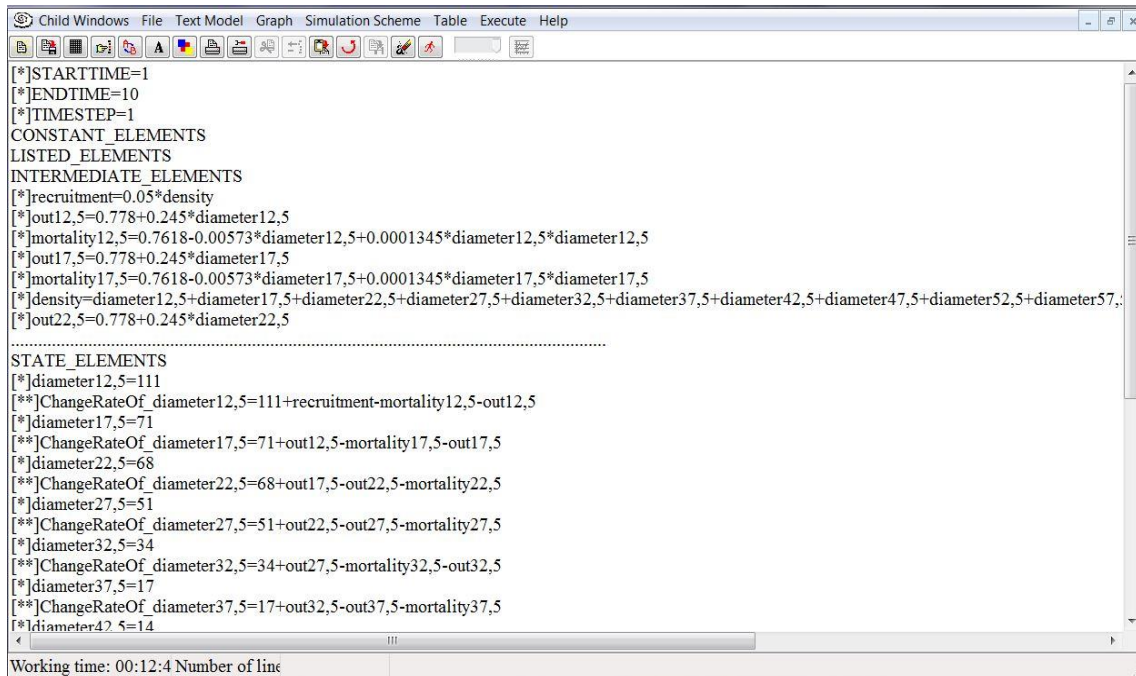 Child Windows File Text Model Graph Simulation Scheme Table Execute Help
A
[*]STARTTIME=1
[*]ENDTIME=10
[*]TIMESTEP=1
CONSTANT_ELEMENTS
LISTED_ELEMENTS
INTERMEDIATE_ELEMENTS
[*]recruitment=0.05*density
[*]out12,5=0.778+0.245*diameter12,5
[*]mortality12,5=0.7618-0.00573*diameter12,5+0.0001345*diameter12,5*diameter12,5
[*]out17,5=0.778+0.245*diameter17,5
[*]mortality17,5=0.7618-0.00573*diameter17,5+0.0001345*diameter17,5*diameter17,5
[*]density=diameter12,5+diameter17,5+diameter22,5+diameter27,5+diameter32,5+diameter37,5+diameter42,5+diameter47,5+diameter52,5+diameter57,
[*]out22,5=0.778+0.245*diameter22,5
STATE_ELEMENTS
[*]diameter12,5=111
[**]ChangeRateOf_diameter12,5=111+recruitment-mortality12,5-out12,5
[*]diameter17,5=71
[**]ChangeRateOf_diameter17,5=71+out12,5-mortality17,5-out17,5
[*]diameter22,5=68
[**]ChangeRateOf_diameter22,5=68+out17,5-out22,5-mortality22,5
[*]diameter27,5=51
[**]ChangeRateOf_diameter27,5=51+out22,5-out27,5-mortality27,5
[*]diameter32,5=34
[**]ChangeRateOf_diameter32,5=34+out27,5-mortality32,5-out32,5
[*]diameter37,5=17
[**]ChangeRateOf_diameter37,5=17+out32,5-out37,5-mortality37,5
[*]diameter42,5=14
Working time: 00:12:4 Number of line